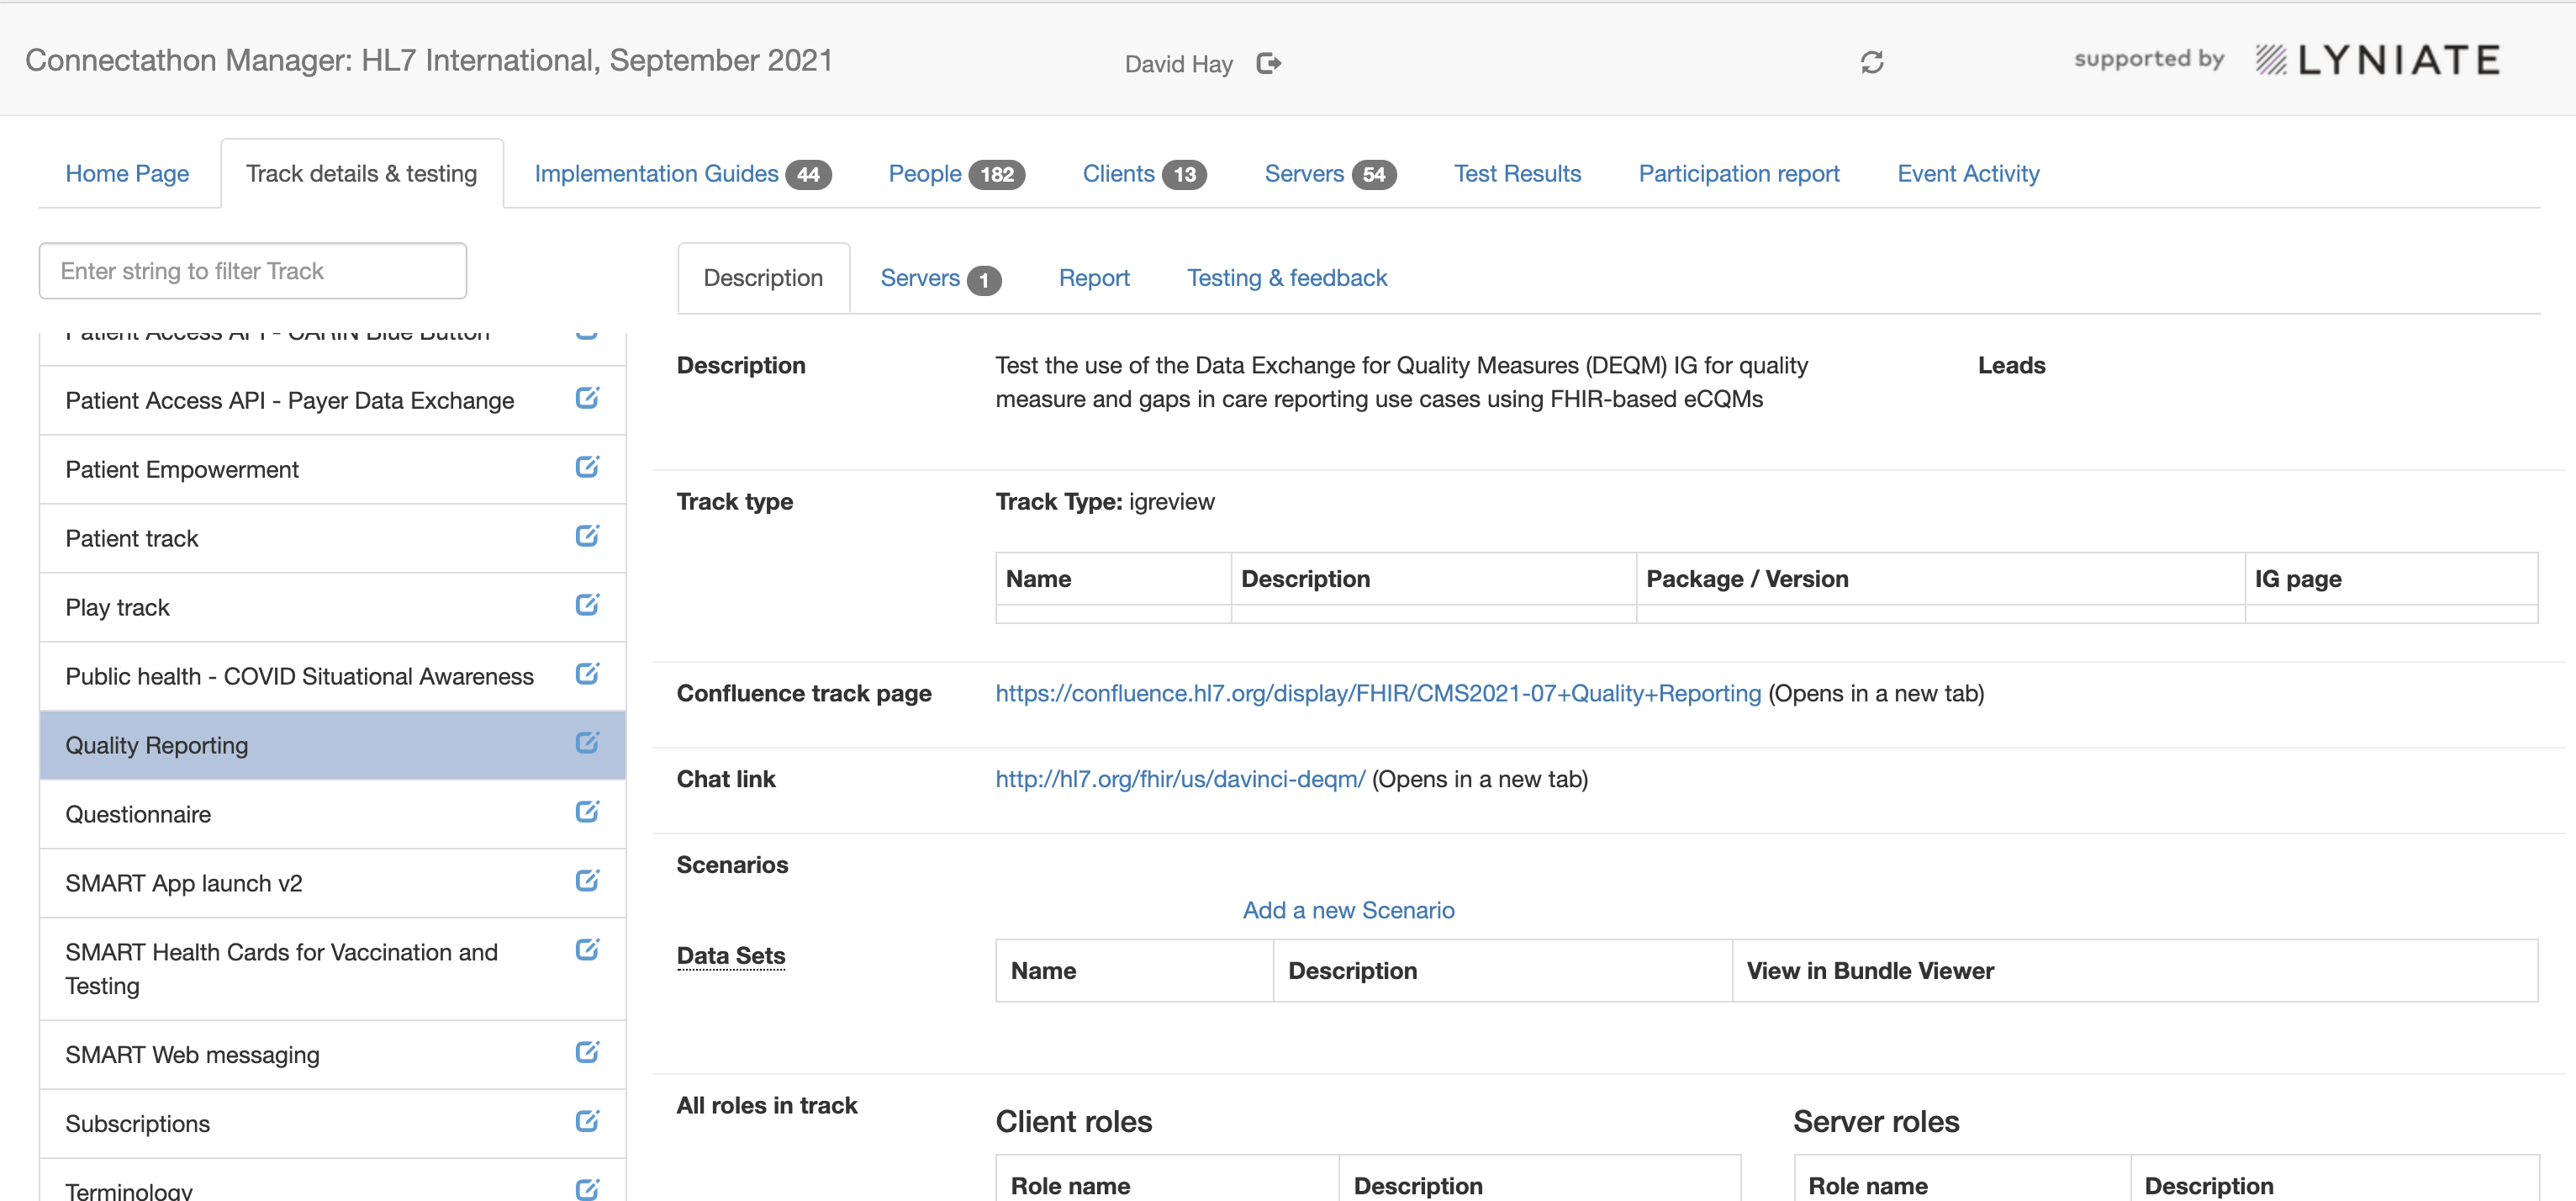 Connectathon Manager: HL7 International, September 2021
David Hay
supported by LYNIATE
Home Page
Track details & testing
Implementation Guides 44
People 182
Clients 13
Servers 54
Test Results
Participation report
Event Activity
Enter string to filter Track
Patient Access API - CARIN Blue Button
Patient Access API - Payer Data Exchange
Patient Empowerment
Patient track
Play track
Public health - COVID Situational Awareness
Quality Reporting
Questionnaire
SMART App launch v2
SMART Health Cards for Vaccination and
Testing
SMART Web messaging
Subscriptions
Terminology
Description
Servers 1
Report
Testing & feedback
Description
Test the use of the Data Exchange for Quality Measures (DEQM) IG for quality
measure and gaps in care reporting use cases using FHIR-based eCQMs
Leads
Track type
Track Type: igreview
Name
Description
Package / Version
IG page
Confluence track page
https://confluence.hl7.org/display/FHIR/CMS2021-07+Quality+Reporting (Opens in a new tab)
Chat link
http://hl7.org/fhir/us/davinci-deqm/ (Opens in a new tab)
Scenarios
Add a new Scenario
Data Sets
Name
Description
View in Bundle Viewer
All roles in track
Client roles
Role name
Description
Server roles
Role name
Description